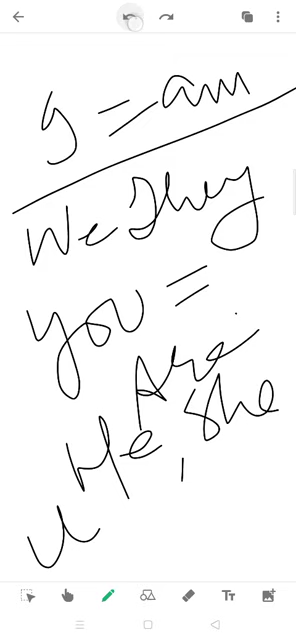 I = am
We They
you =
Are
He, She